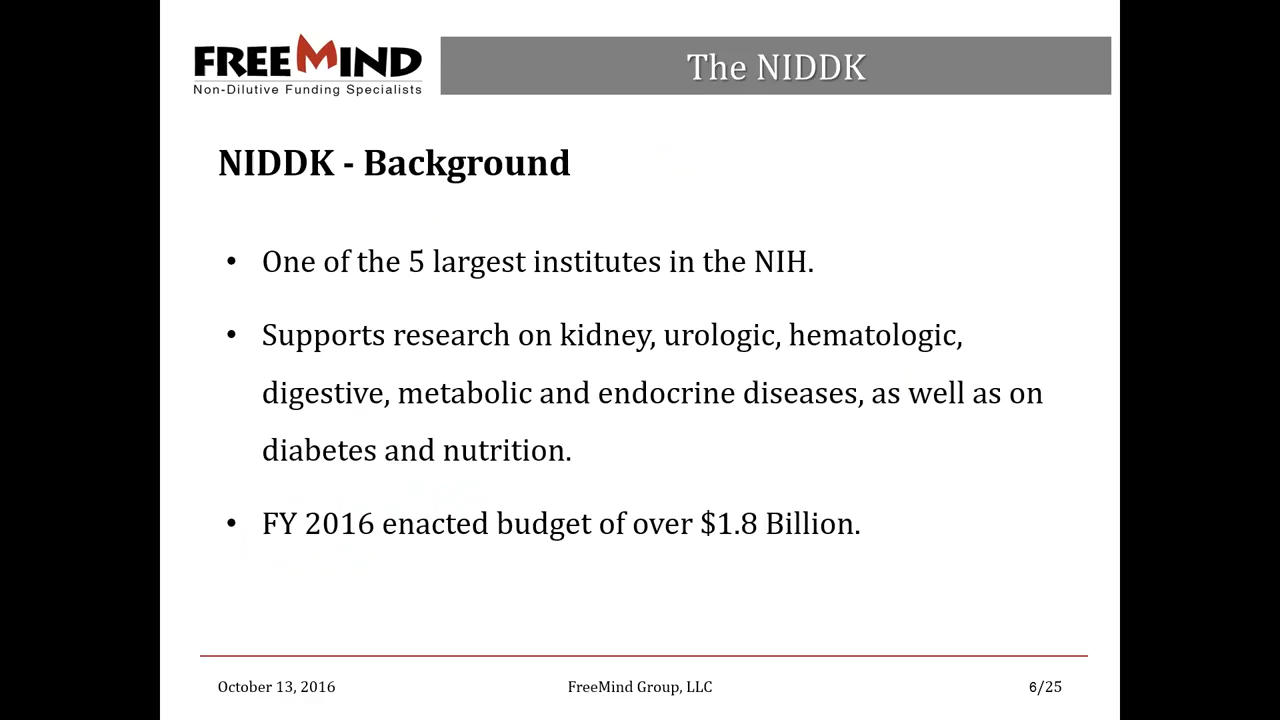 FREEMIND
Non-Dilutive Funding Specialists
The NIDDK
NIDDK - Background
• One of the 5 largest institutes in the NIH.
• Supports research on kidney, urologic, hematologic,
digestive, metabolic and endocrine diseases, as well as on
diabetes and nutrition.
• FY 2016 enacted budget of over $1.8 Billion.
October 13, 2016
FreeMind Group, LLC
6/25